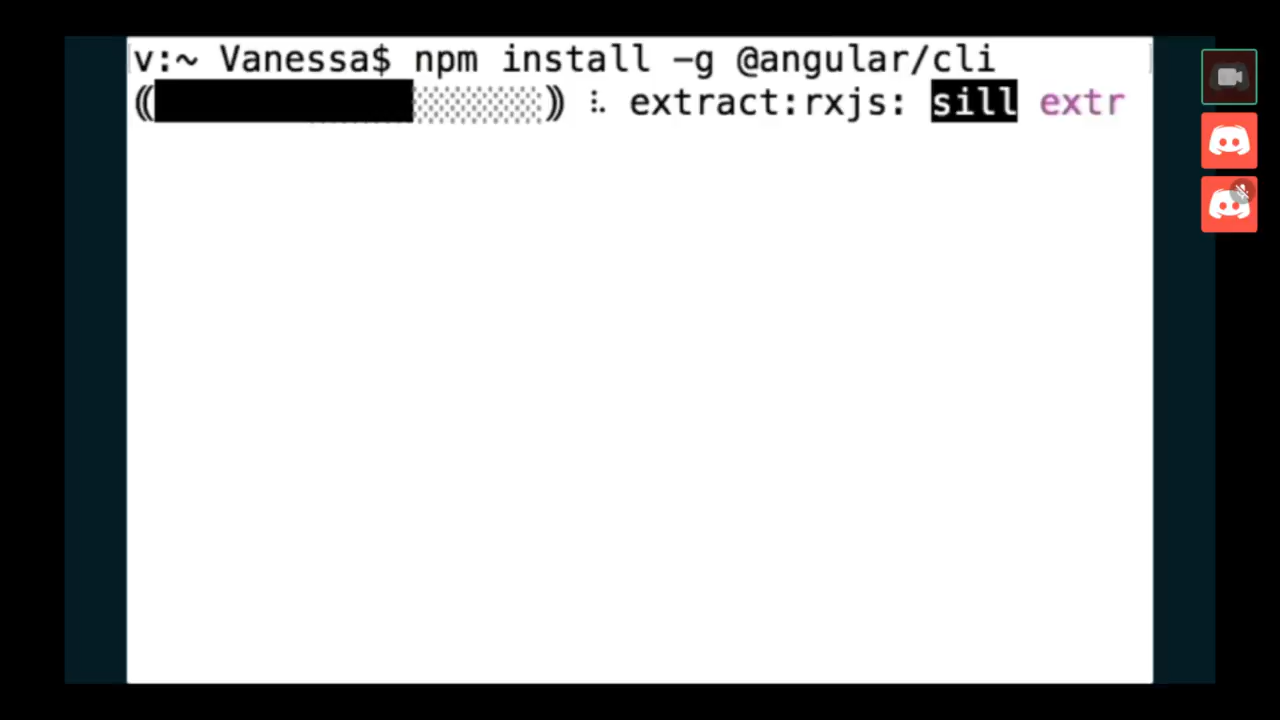 v:~ Vanessa$ npm install -g @angular/cli
(( )) ⠧ extract:rxjs: sill extr